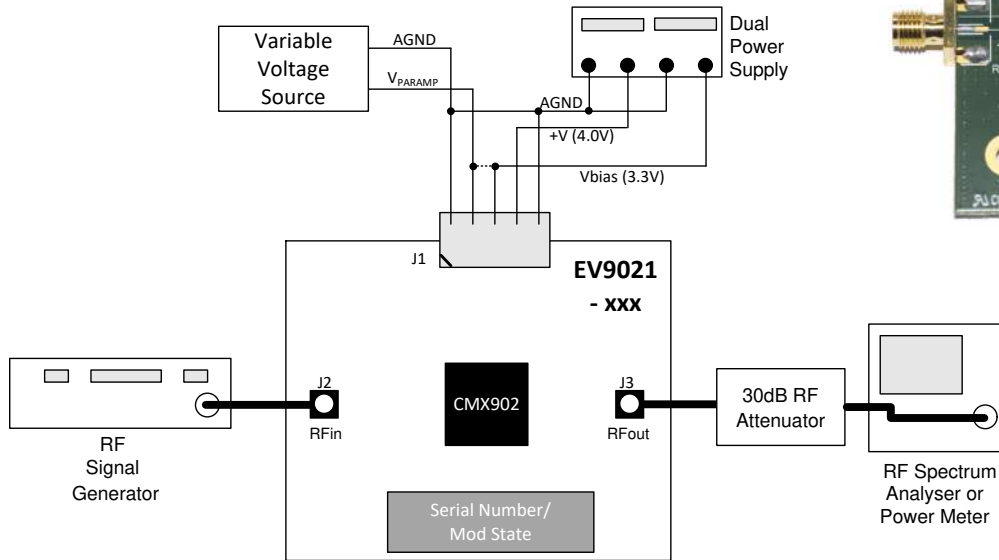 Variable
Voltage
Source
AGND
VPARAMP
Dual
Power
Supply
AGND
+V (4.0V)
Vbias (3.3V)
J1
EV9021
- xxx
J2
RFin
CMX902
J3
RFout
30dB RF
Attenuator
RF
Signal
Generator
RF Spectrum
Analyser or
Power Meter
Serial Number/
Mod State